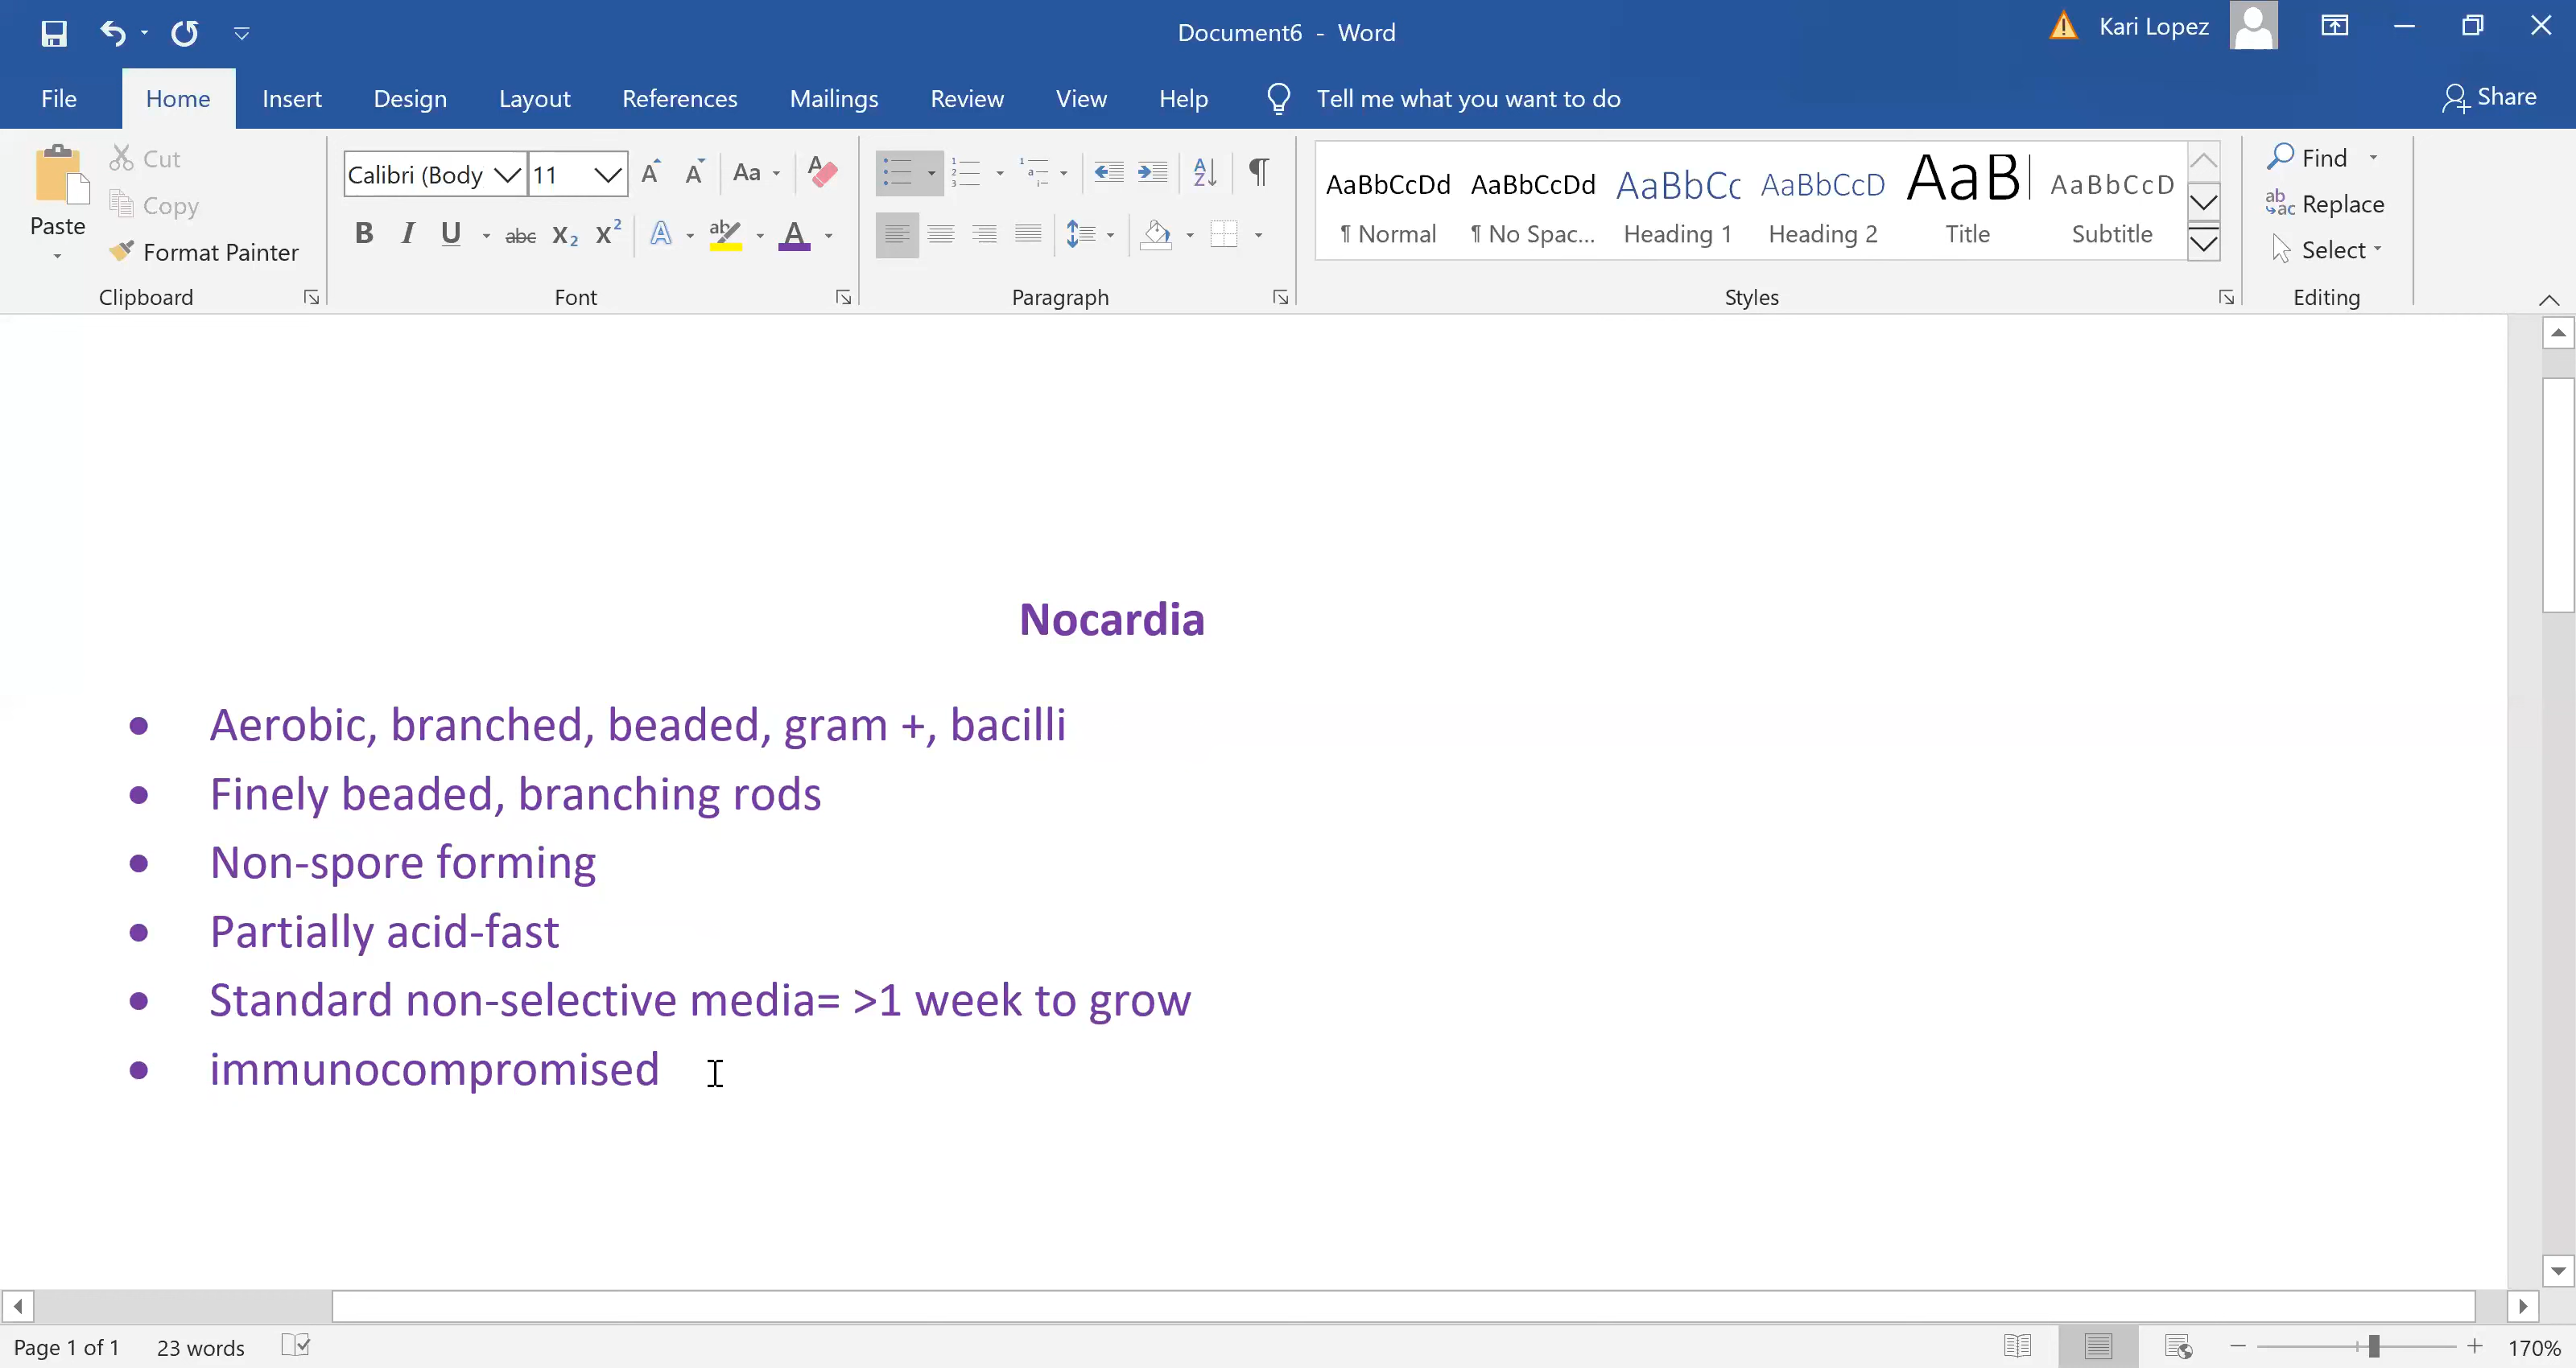 Document6 - Word
Kari Lopez
File Home Insert Design Layout References Mailings Review View Help Tell me what you want to do Share
Paste
Cut
Copy
Format Painter
Clipboard
Calibri (Body 11
Font
Paragraph
AaBbCcDd AaBbCcDd AaBbCc AaBbCcD AaB AaBbCcD
¶ Normal ¶ No Spac... Heading 1 Heading 2 Title Subtitle
Styles
Find
Replace
Select
Editing
Nocardia
• Aerobic, branched, beaded, gram +, bacilli
• Finely beaded, branching rods
• Non-spore forming
• Partially acid-fast
• Standard non-selective media= >1 week to grow
• immunocompromised
Page 1 of 1 23 words 170%